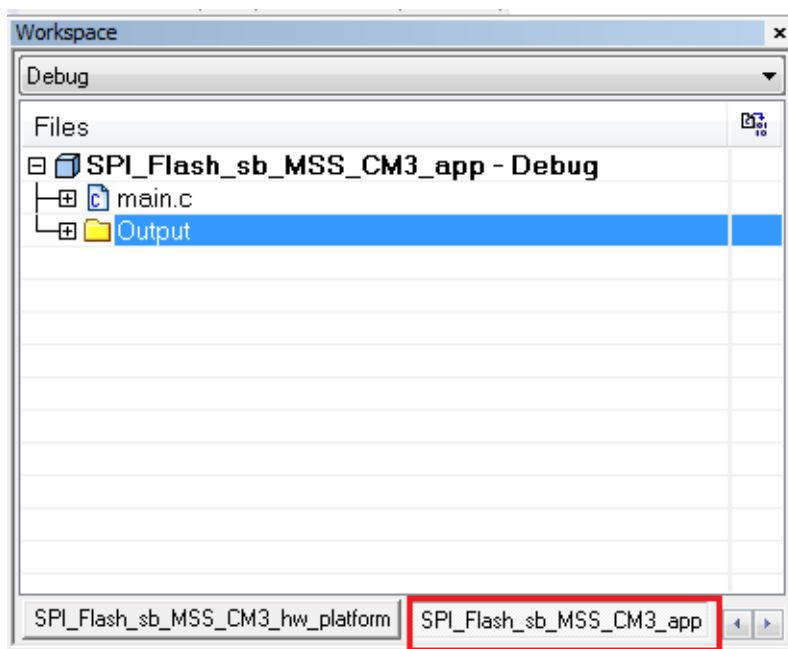 Workspace
Debug
Files
SPI_Flash_sb_MSS_CM3_app - Debug
main.c
Output
SPI_Flash_sb_MSS_CM3_hw_platform
SPI_Flash_sb_MSS_CM3_app